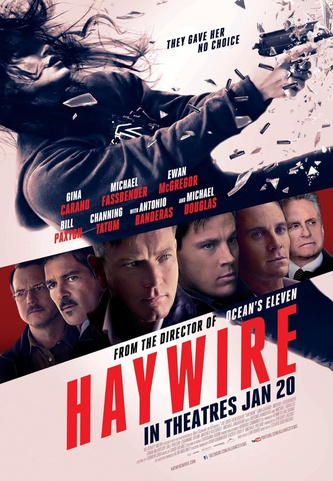 THEY GAVE HER
NO CHOICE
GINA
CARANO
MICHAEL
FASSBENDER
EWAN
McGREGOR
BILL
PAXTON
CHANNING
TATUM
WITH ANTONIO
BANDERAS
AND MICHAEL
DOUGLAS
FROM THE DIRECTOR OF OCEAN'S ELEVEN
HAYWIRE
IN THEATRES JAN 20